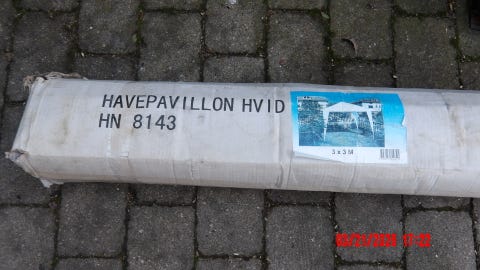 HAVEPAVILLON HVID
HN 8143
3 x 3 M